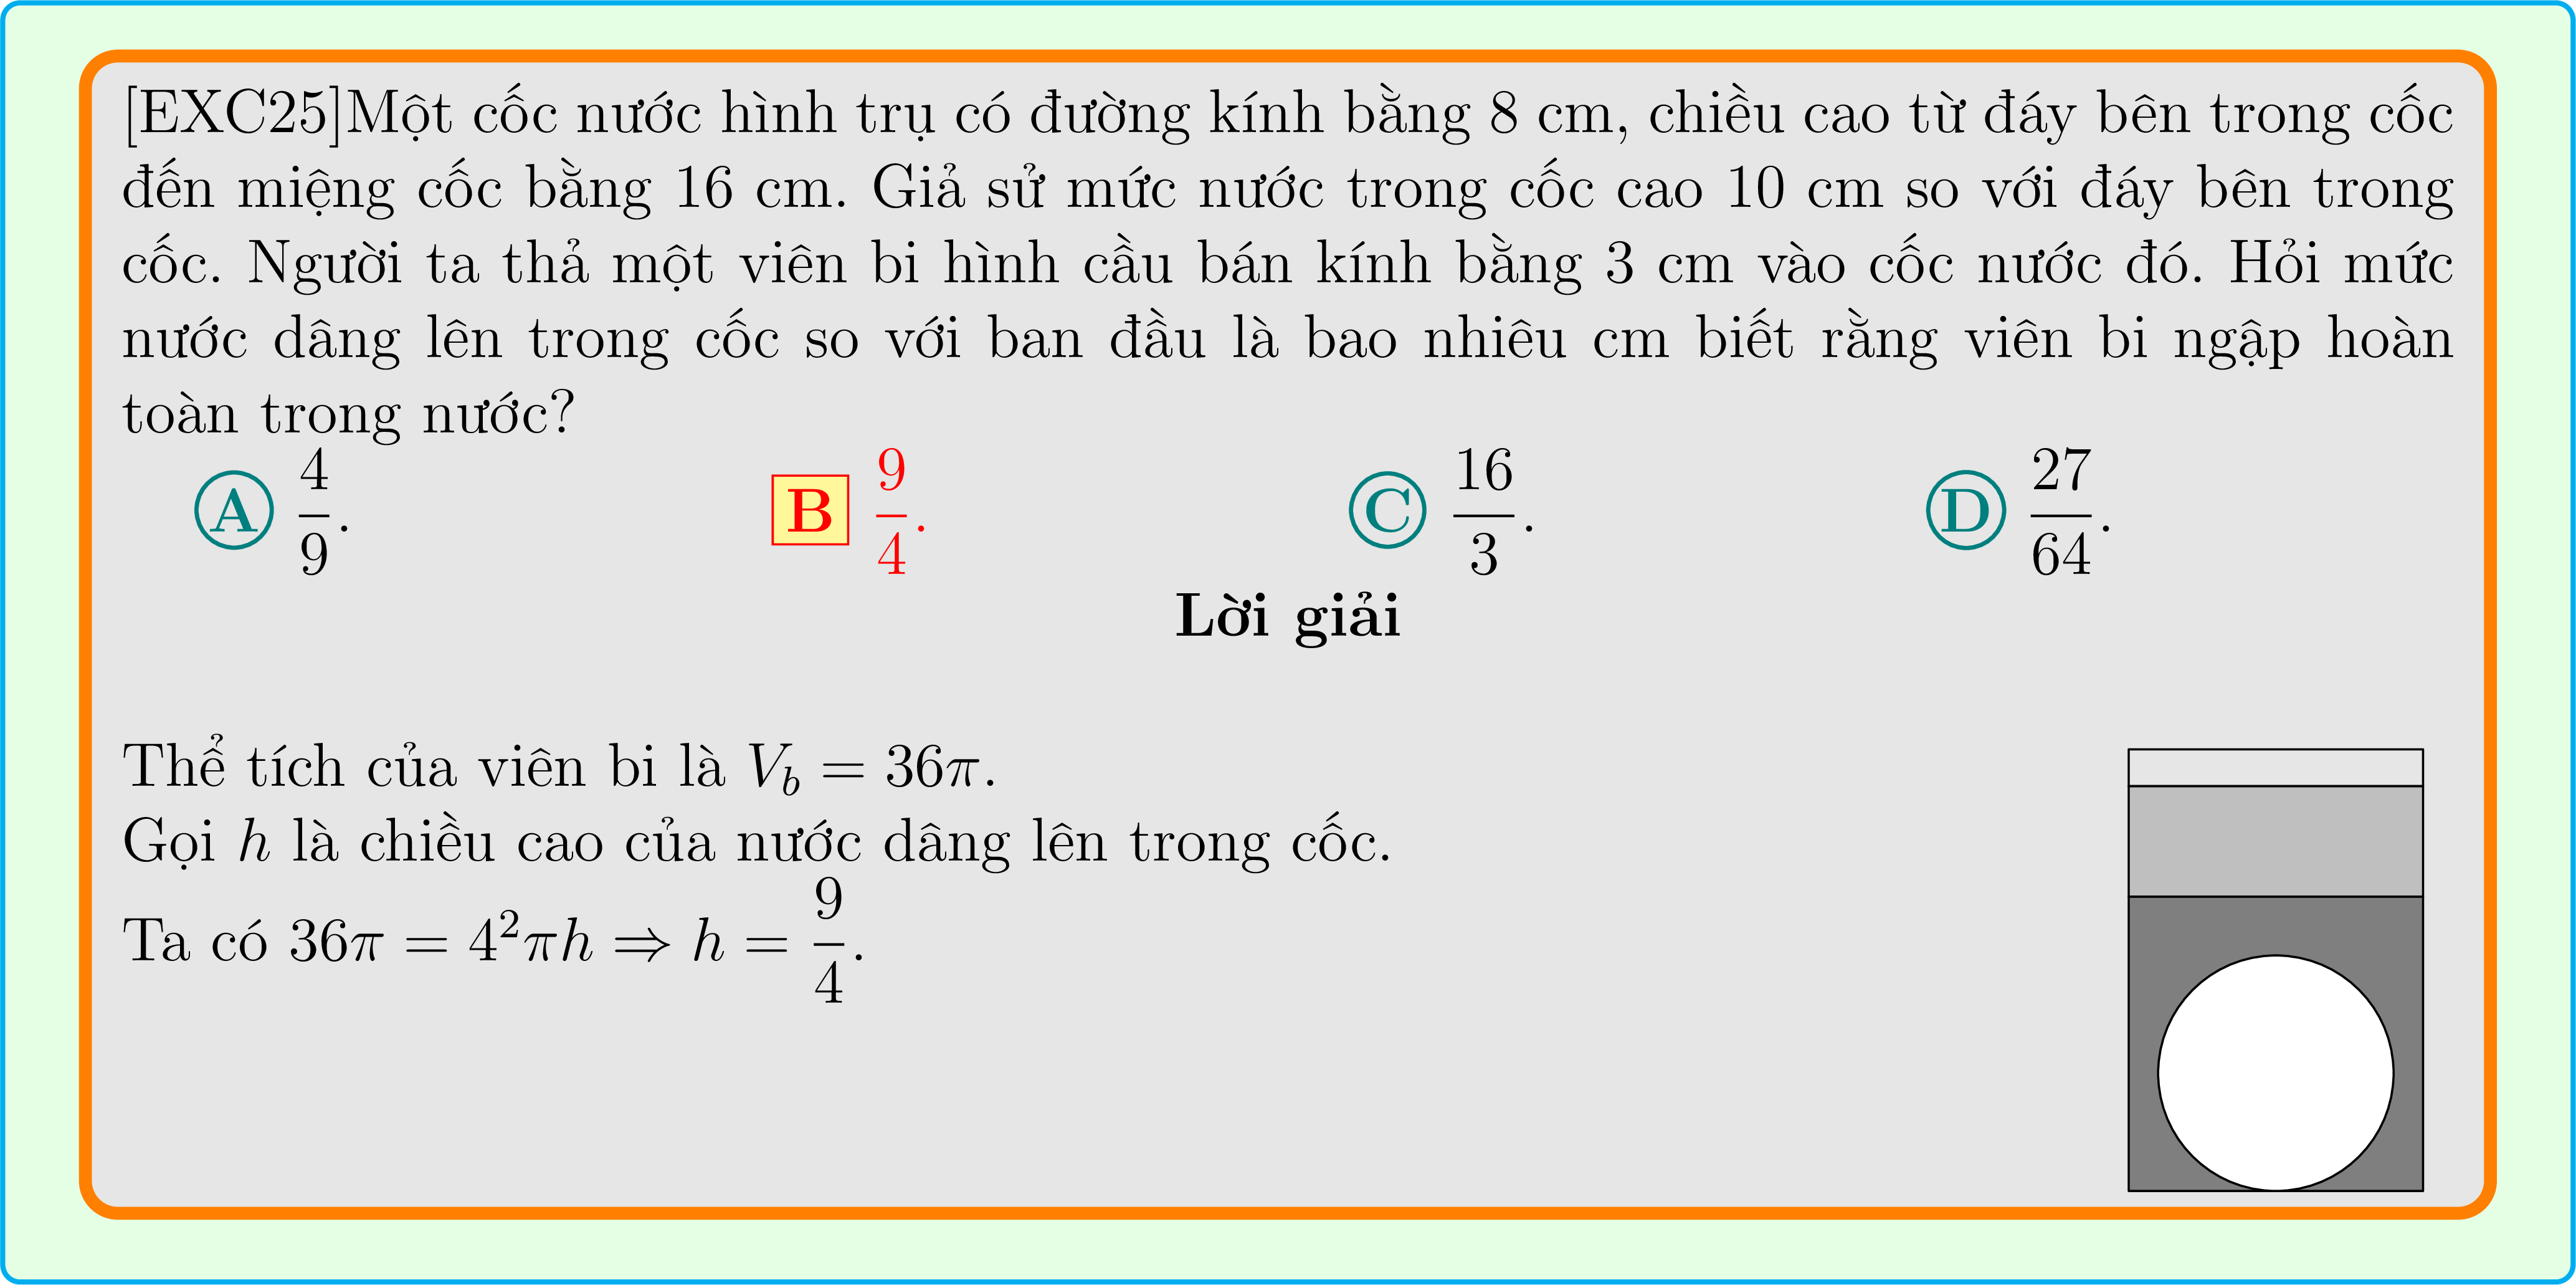 [EXC25]Một cốc nước hình trụ có đường kính bằng 8 cm, chiều cao từ đáy bên trong cốc
đến miệng cốc bằng 16 cm. Giả sử mức nước trong cốc cao 10 cm so với đáy bên trong
cốc. Người ta thả một viên bi hình cầu bán kính bằng 3 cm vào cốc nước đó. Hỏi mức
nước dâng lên trong cốc so với ban đầu là bao nhiêu cm biết rằng viên bi ngập hoàn
toàn trong nước?
A $\frac{4}{9}$. B $\frac{9}{4}$. C $\frac{16}{3}$. D $\frac{27}{64}$.
Lời giải
Thể tích của viên bi là $V_b = 36\pi$.
Gọi $h$ là chiều cao của nước dâng lên trong cốc.
Ta có $36\pi = 4^2\pi h \Rightarrow h = \frac{9}{4}$.